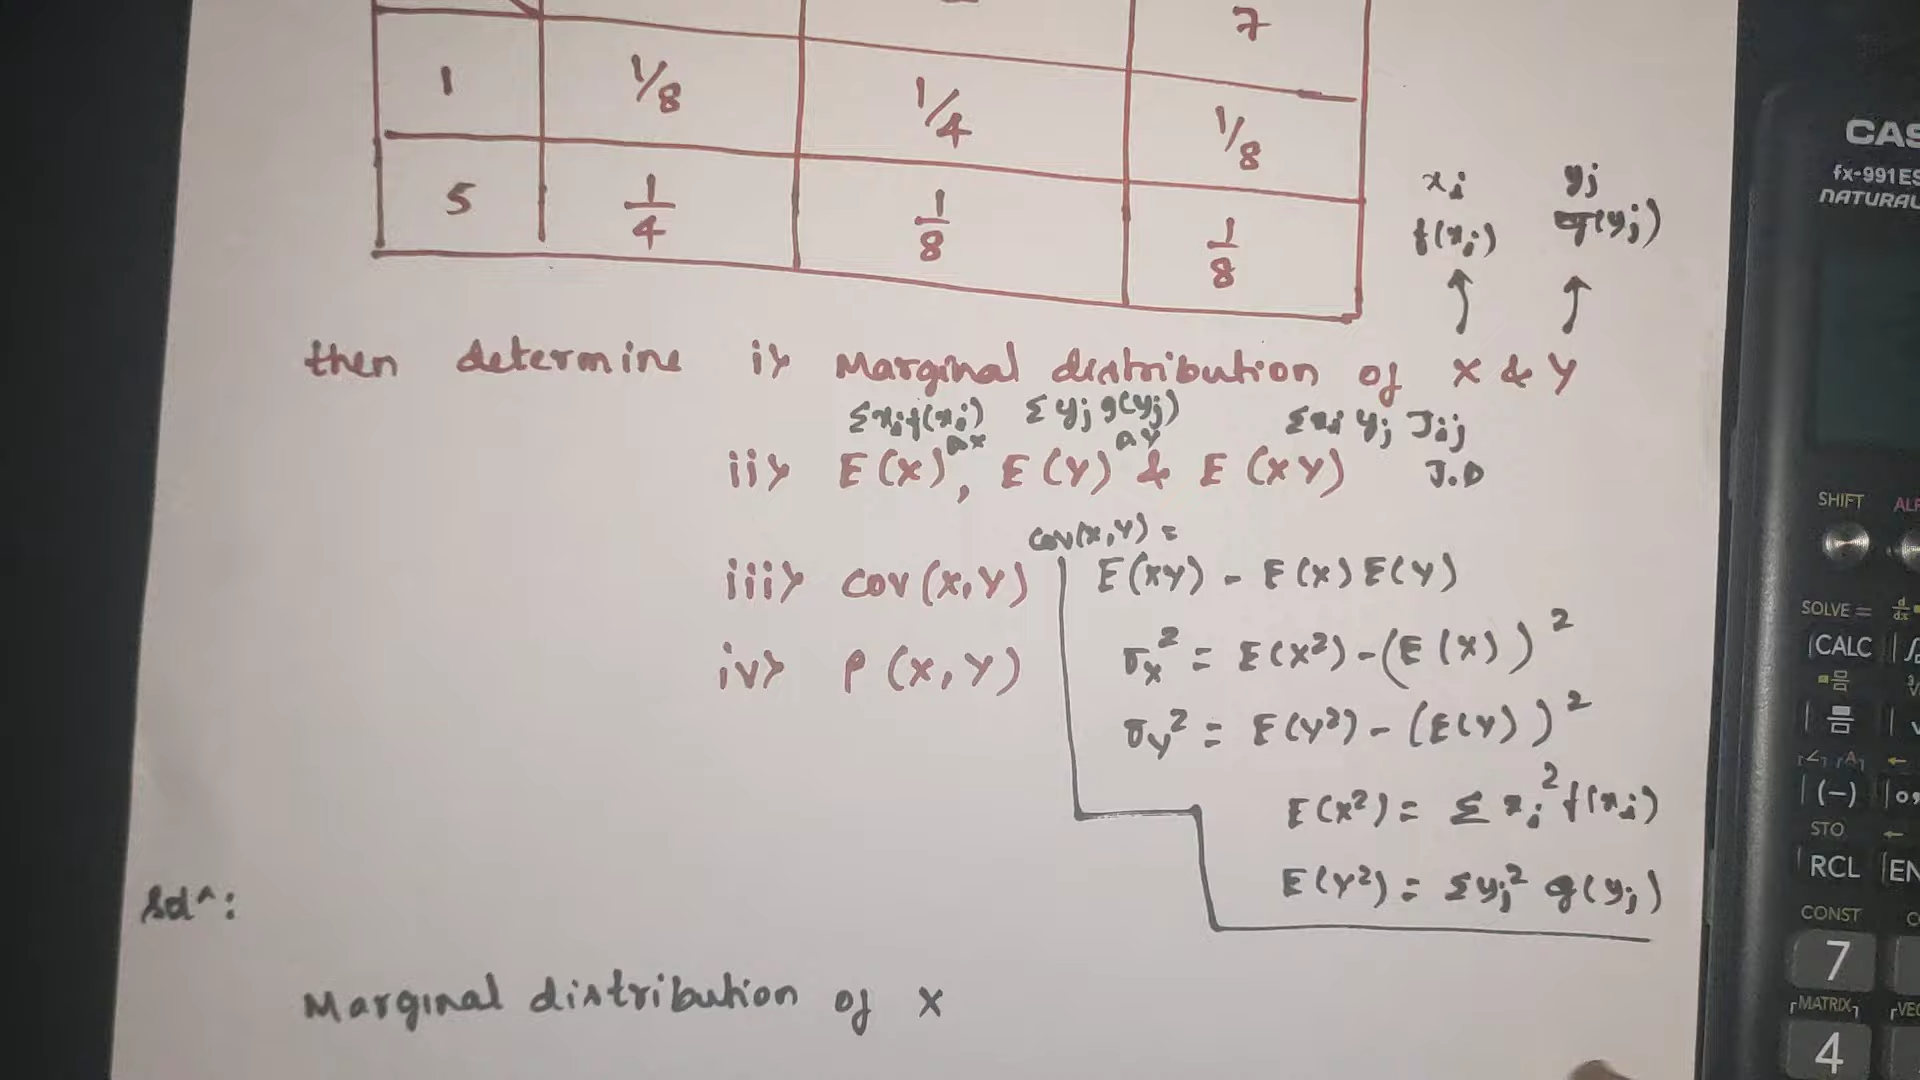 7
1 1/8 1/4 1/8
5 1/4 1/8 1/8
xi yj
f(xi) g(yj)
↑ ↑
then determine i> Marginal distribution of X & Y
Σxif(xi) Σyj g(yj) Σxi yj Jij
ii> E(X), E(Y) & E(XY) J.D
cov(X,Y) =
iii> cov(X,Y) E(XY) - E(X)E(Y)
σx² = E(X²)-(E(X))²
iv> ρ(X,Y)
σy² = E(Y²)-(E(Y))²
E(X²) = Σxi²f(xi)
E(Y²) = Σyj² g(yj)
Marginal distribution of X
CAS
fx-991ES
NATURAL
SHIFT
SOLVE =
CALC
(-)
STO
RCL
CONST
7
MATRIX
4